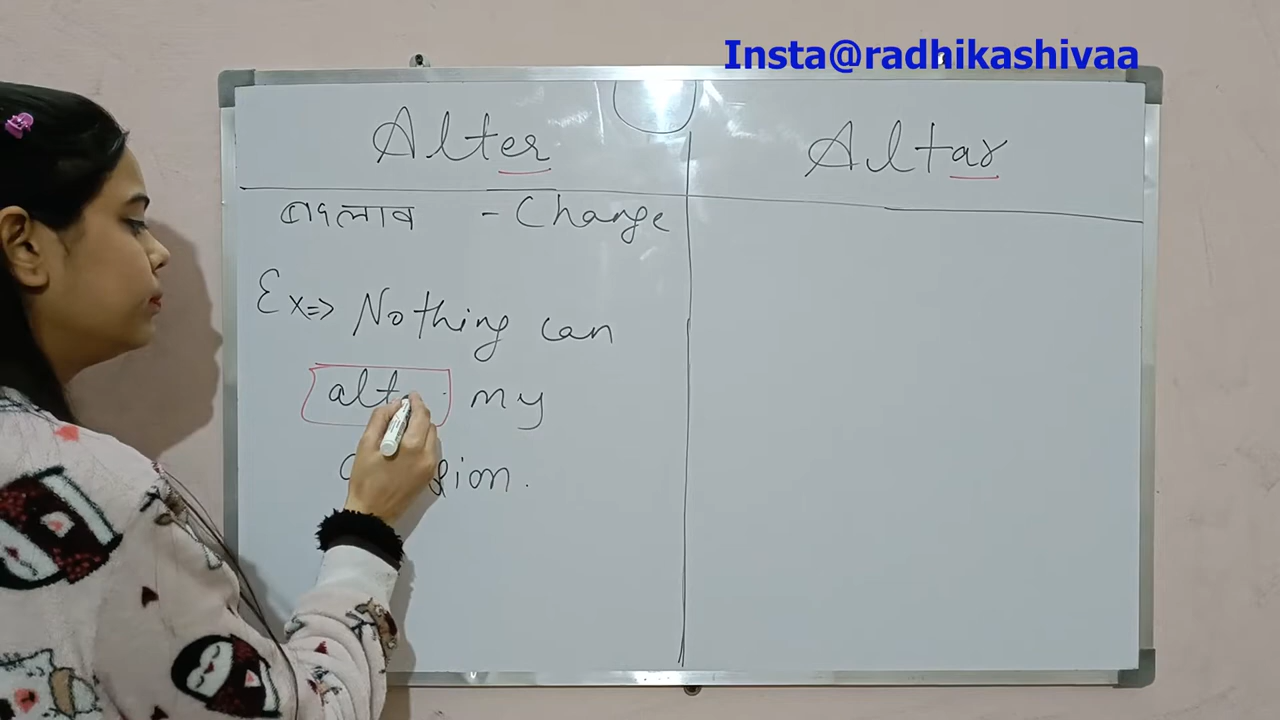 Insta@radhikashivaa
Alter
Altar
बदलाव - Change
Ex=> Nothing can
my